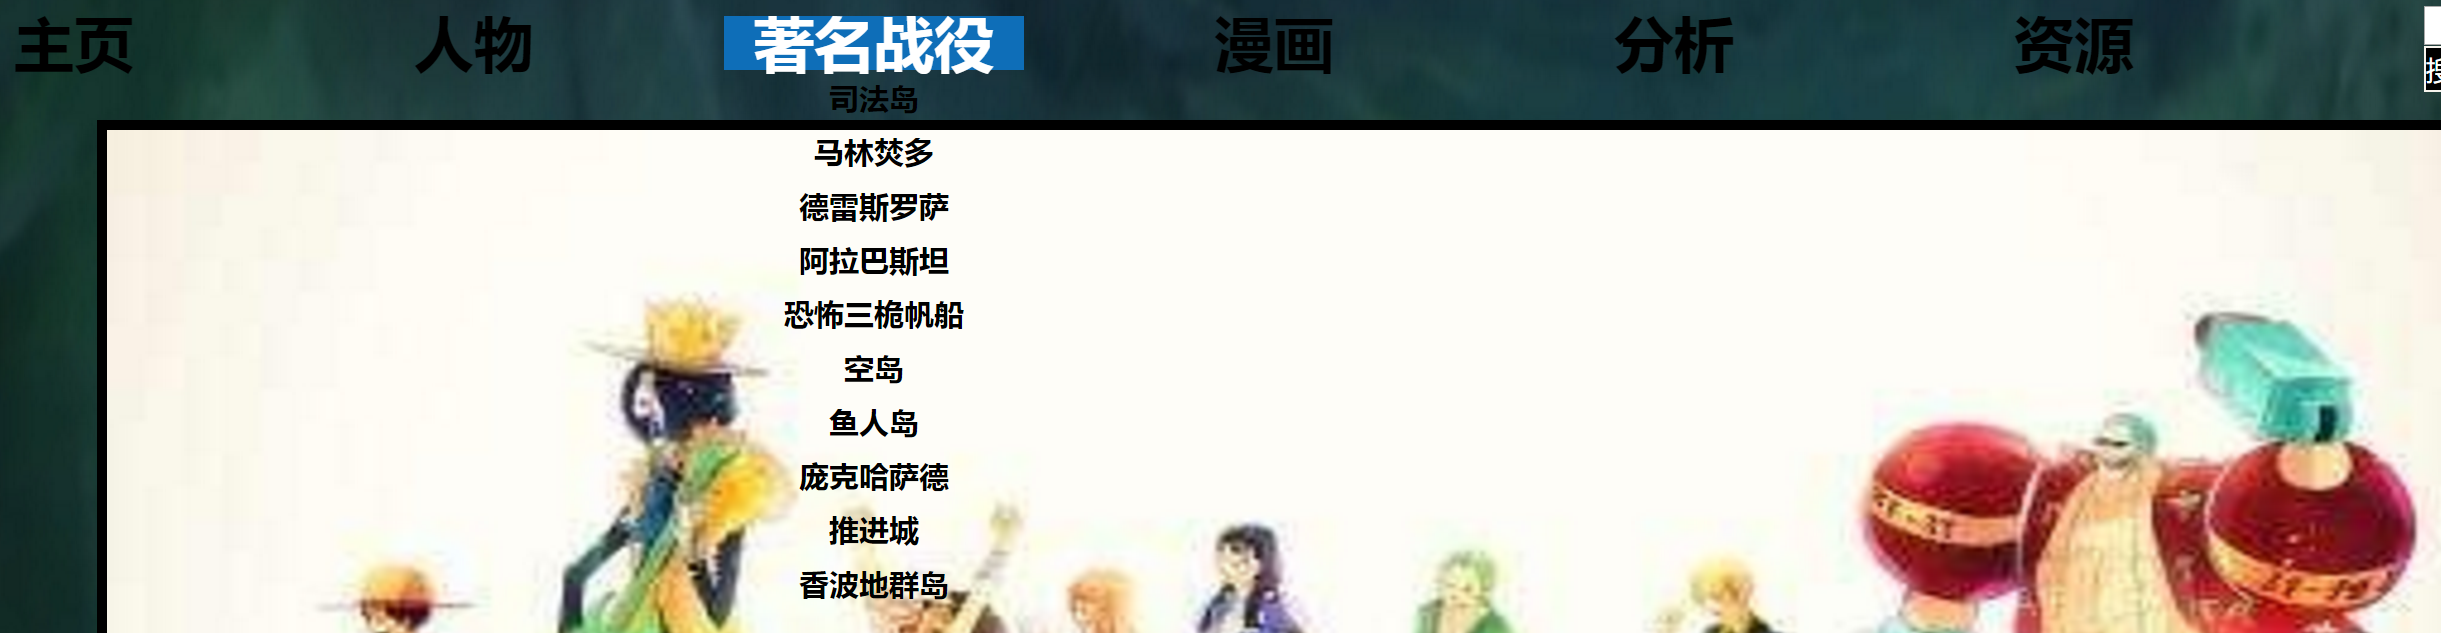 主页 人物 著名战役 漫画 分析 资源
司法岛
马林焚多
德雷斯罗萨
阿拉巴斯坦
恐怖三桅帆船
空岛
鱼人岛
庞克哈萨德
推进城
香波地群岛